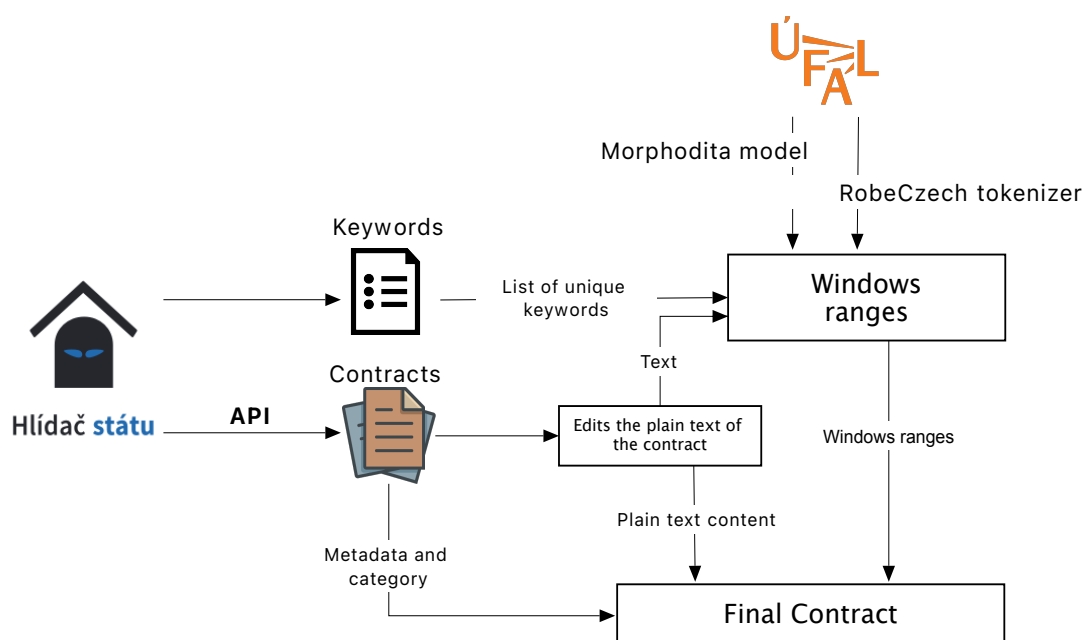 ÚFAL
Morphodita model
RobeCzech tokenizer
Keywords
List of unique
keywords
Windows
ranges
Text
Contracts
Hlídač státu
API
Edits the plain text of
the contract
Windows ranges
Plain text content
Metadata and
category
Final Contract